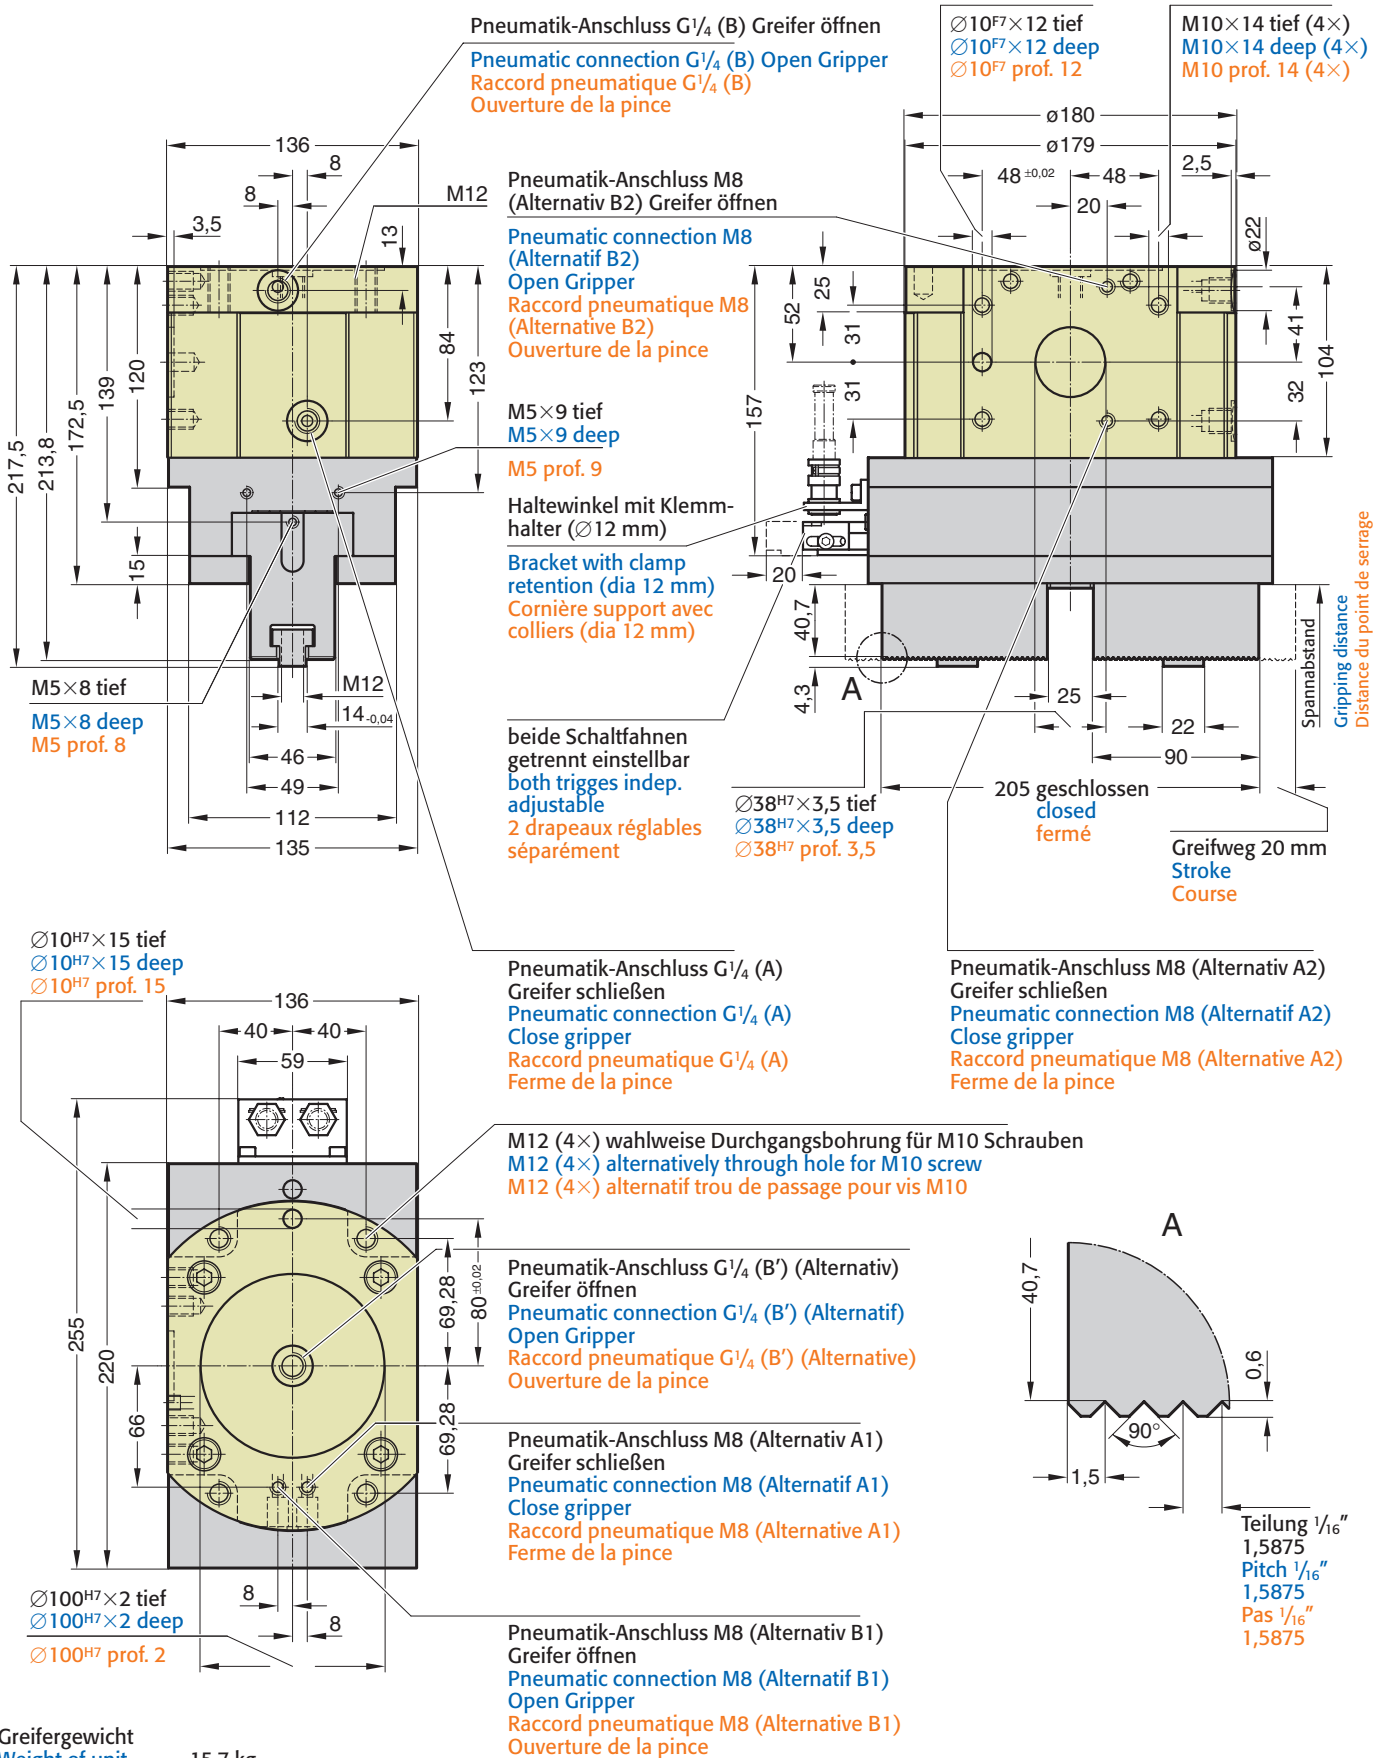 Pneumatik-Anschluss G1/4 (B) Greifer öffnen
Pneumatic connection G1/4 (B) Open Gripper
Raccord pneumatique G1/4 (B)
Ouverture de la pince
∅10F7×12 tief
∅10F7×12 deep
∅10F7 prof. 12
M10×14 tief (4×)
M10×14 deep (4×)
M10 prof. 14 (4×)
136
8
8
M12
3,5
13
217,5
213,8
172,5
139
120
15
84
123
Pneumatik-Anschluss M8
(Alternativ B2) Greifer öffnen
Pneumatic connection M8
(Alternatif B2)
Open Gripper
Raccord pneumatique M8
(Alternative B2)
Ouverture de la pince
M5×9 tief
M5×9 deep
M5 prof. 9
Haltewinkel mit Klemm-
halter (∅12 mm)
Bracket with clamp
retention (dia 12 mm)
Cornière support avec
colliers (dia 12 mm)
ø180
ø179
48 ±0,02
48
2,5
20
ø22
157
52
25
31
31
41
32
104
20
40,7
4,3
A
25
22
90
Spannabstand
Gripping distance
Distance du point de serrage
M5×8 tief
M5×8 deep
M5 prof. 8
M12
14 -0,04
46
49
112
135
beide Schaltfahnen
getrennt einstellbar
both trigges indep.
adjustable
2 drapeaux réglables
séparément
∅38H7×3,5 tief
∅38H7×3,5 deep
∅38H7 prof. 3,5
205 geschlossen
closed
fermé
Greifweg 20 mm
Stroke
Course
∅10H7×15 tief
∅10H7×15 deep
∅10H7 prof. 15
Pneumatik-Anschluss G1/4 (A)
Greifer schließen
Pneumatic connection G1/4 (A)
Close gripper
Raccord pneumatique G1/4 (A)
Ferme de la pince
Pneumatik-Anschluss M8 (Alternativ A2)
Greifer schließen
Pneumatic connection M8 (Alternatif A2)
Close gripper
Raccord pneumatique M8 (Alternative A2)
Ferme de la pince
136
40
40
59
255
220
66
69,28
69,28
80±0,02
M12 (4×) wahlweise Durchgangsbohrung für M10 Schrauben
M12 (4×) alternatively through hole for M10 screw
M12 (4×) alternatif trou de passage pour vis M10
Pneumatik-Anschluss G1/4 (B′) (Alternativ)
Greifer öffnen
Pneumatic connection G1/4 (B′) (Alternatif)
Open Gripper
Raccord pneumatique G1/4 (B′) (Alternative)
Ouverture de la pince
Pneumatik-Anschluss M8 (Alternativ A1)
Greifer schließen
Pneumatic connection M8 (Alternatif A1)
Close gripper
Raccord pneumatique M8 (Alternative A1)
Ferme de la pince
A
40,7
0,6
90°
1,5
Teilung 1/16″
1,5875
Pitch 1/16″
1,5875
Pas 1/16″
1,5875
∅100H7×2 tief
∅100H7×2 deep
∅100H7 prof. 2
8
8
Pneumatik-Anschluss M8 (Alternativ B1)
Greifer öffnen
Pneumatic connection M8 (Alternatif B1)
Open Gripper
Raccord pneumatique M8 (Alternative B1)
Ouverture de la pince
Greifergewicht
Weight of unit 15,7 kg